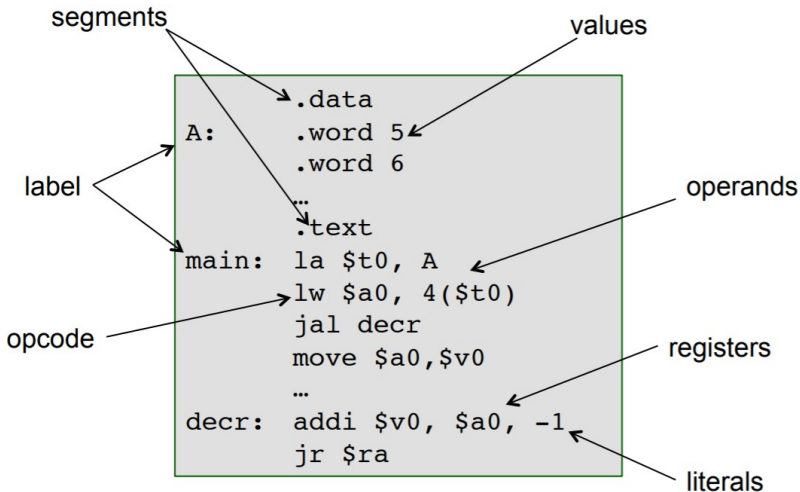 segments
values
.data
A: .word 5
.word 6
label
…
operands
.text
main: la $t0, A
lw $a0, 4($t0)
opcode
jal decr
registers
move $a0,$v0
…
decr: addi $v0, $a0, -1
jr $ra
literals